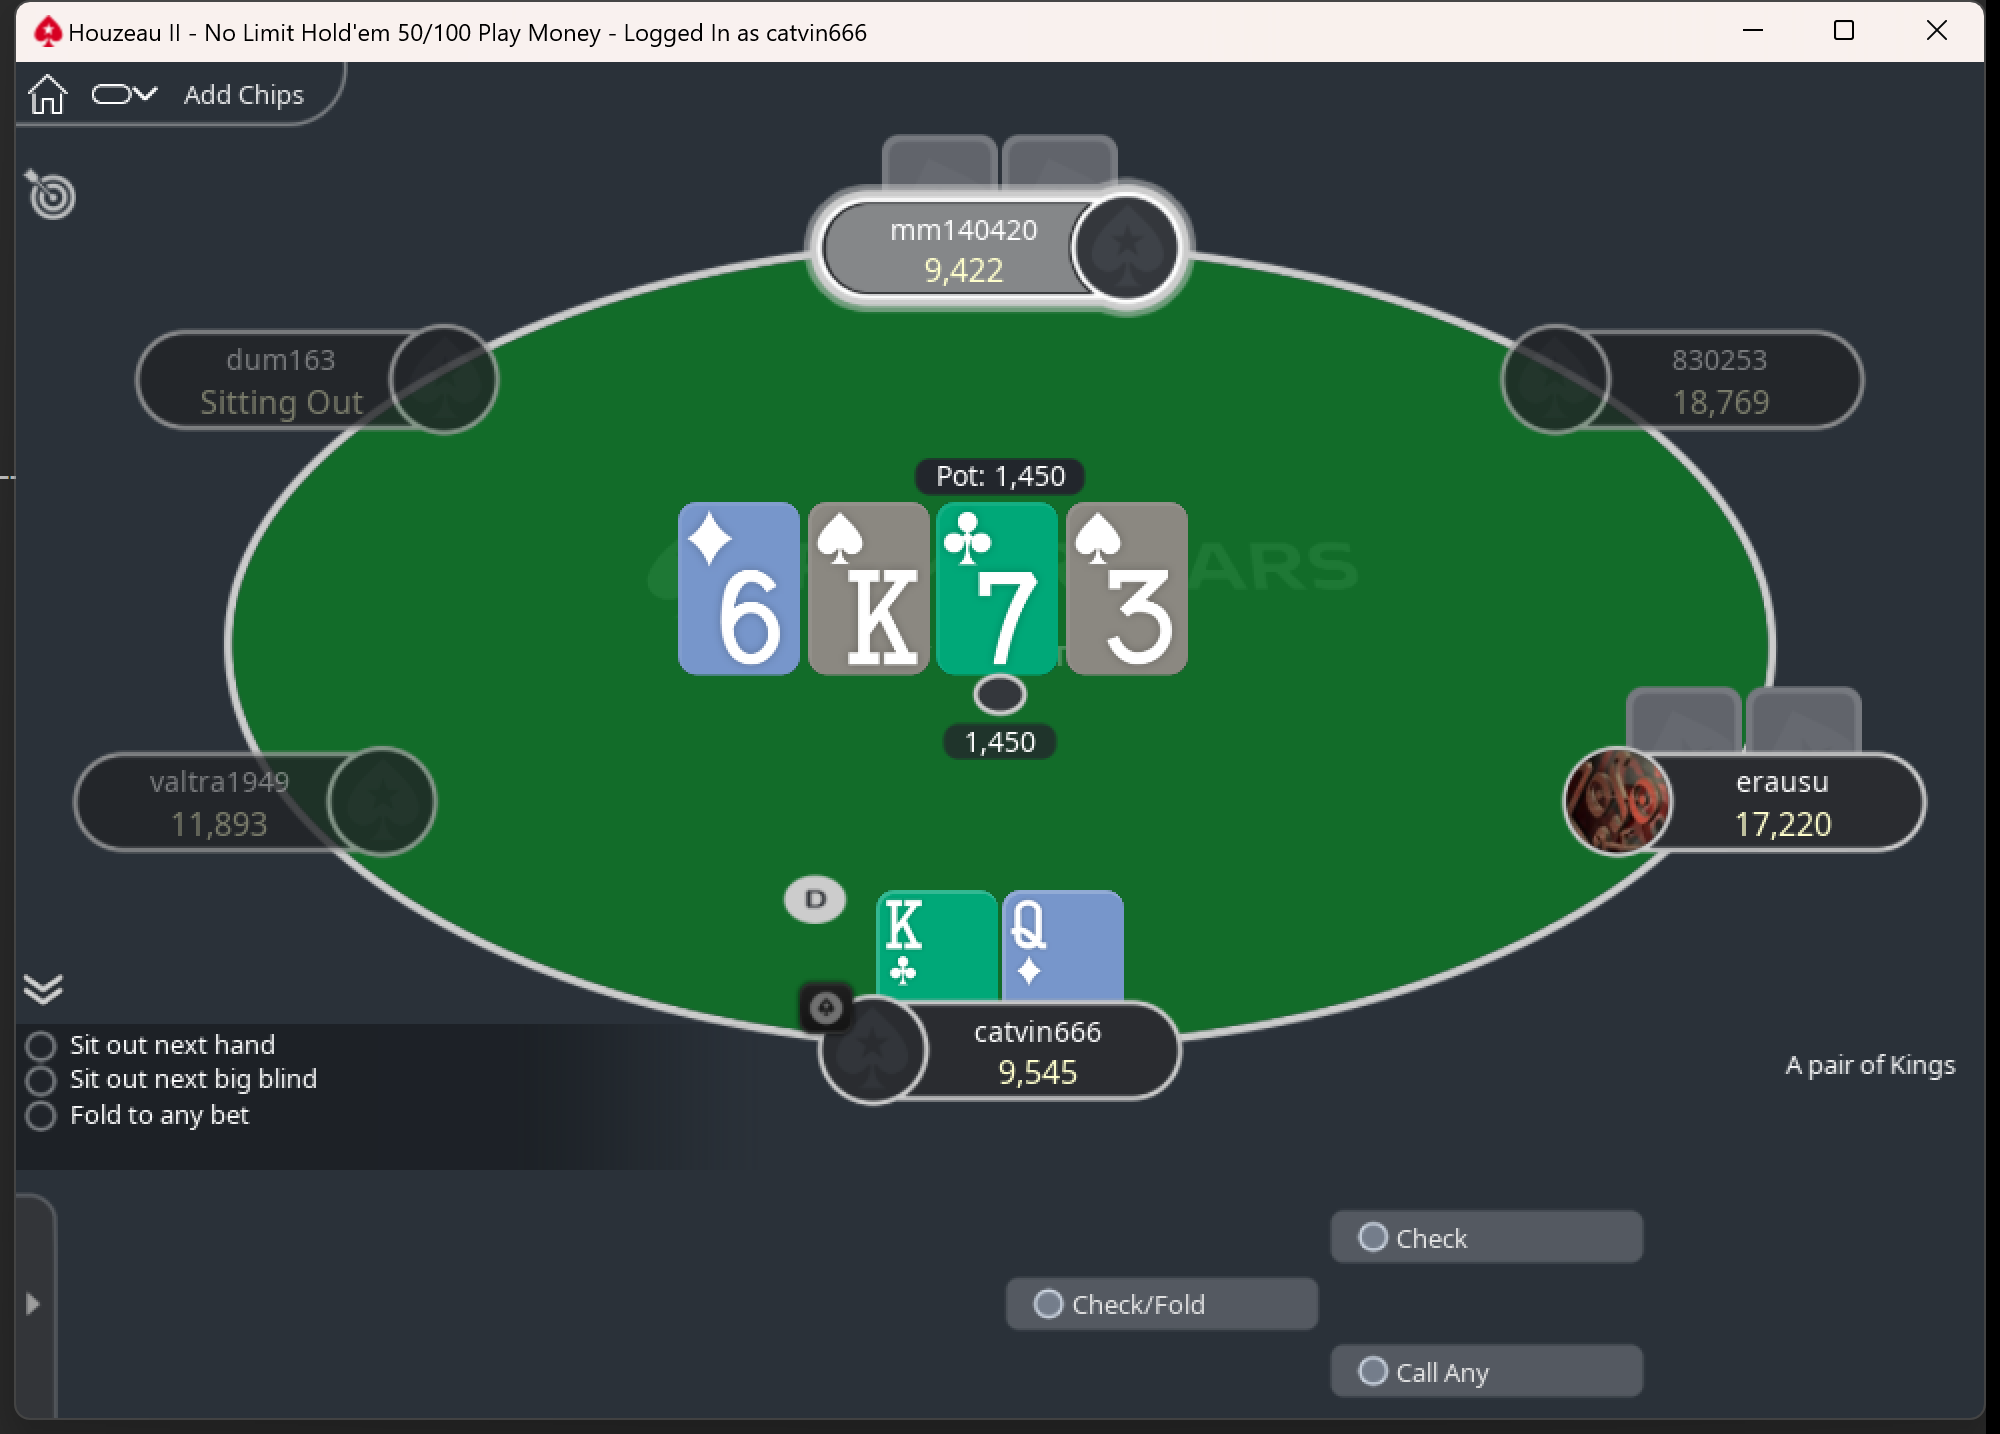 Houzeau II - No Limit Hold'em 50/100 Play Money - Logged In as catvin666
Add Chips
mm140420
9,422
dum163
Sitting Out
830253
18,769
Pot: 1,450
6
K
7
3
ARS
1,450
valtra1949
11,893
erausu
17,220
D
K
Q
catvin666
9,545
Sit out next hand
Sit out next big blind
Fold to any bet
A pair of Kings
Check
Check/Fold
Call Any